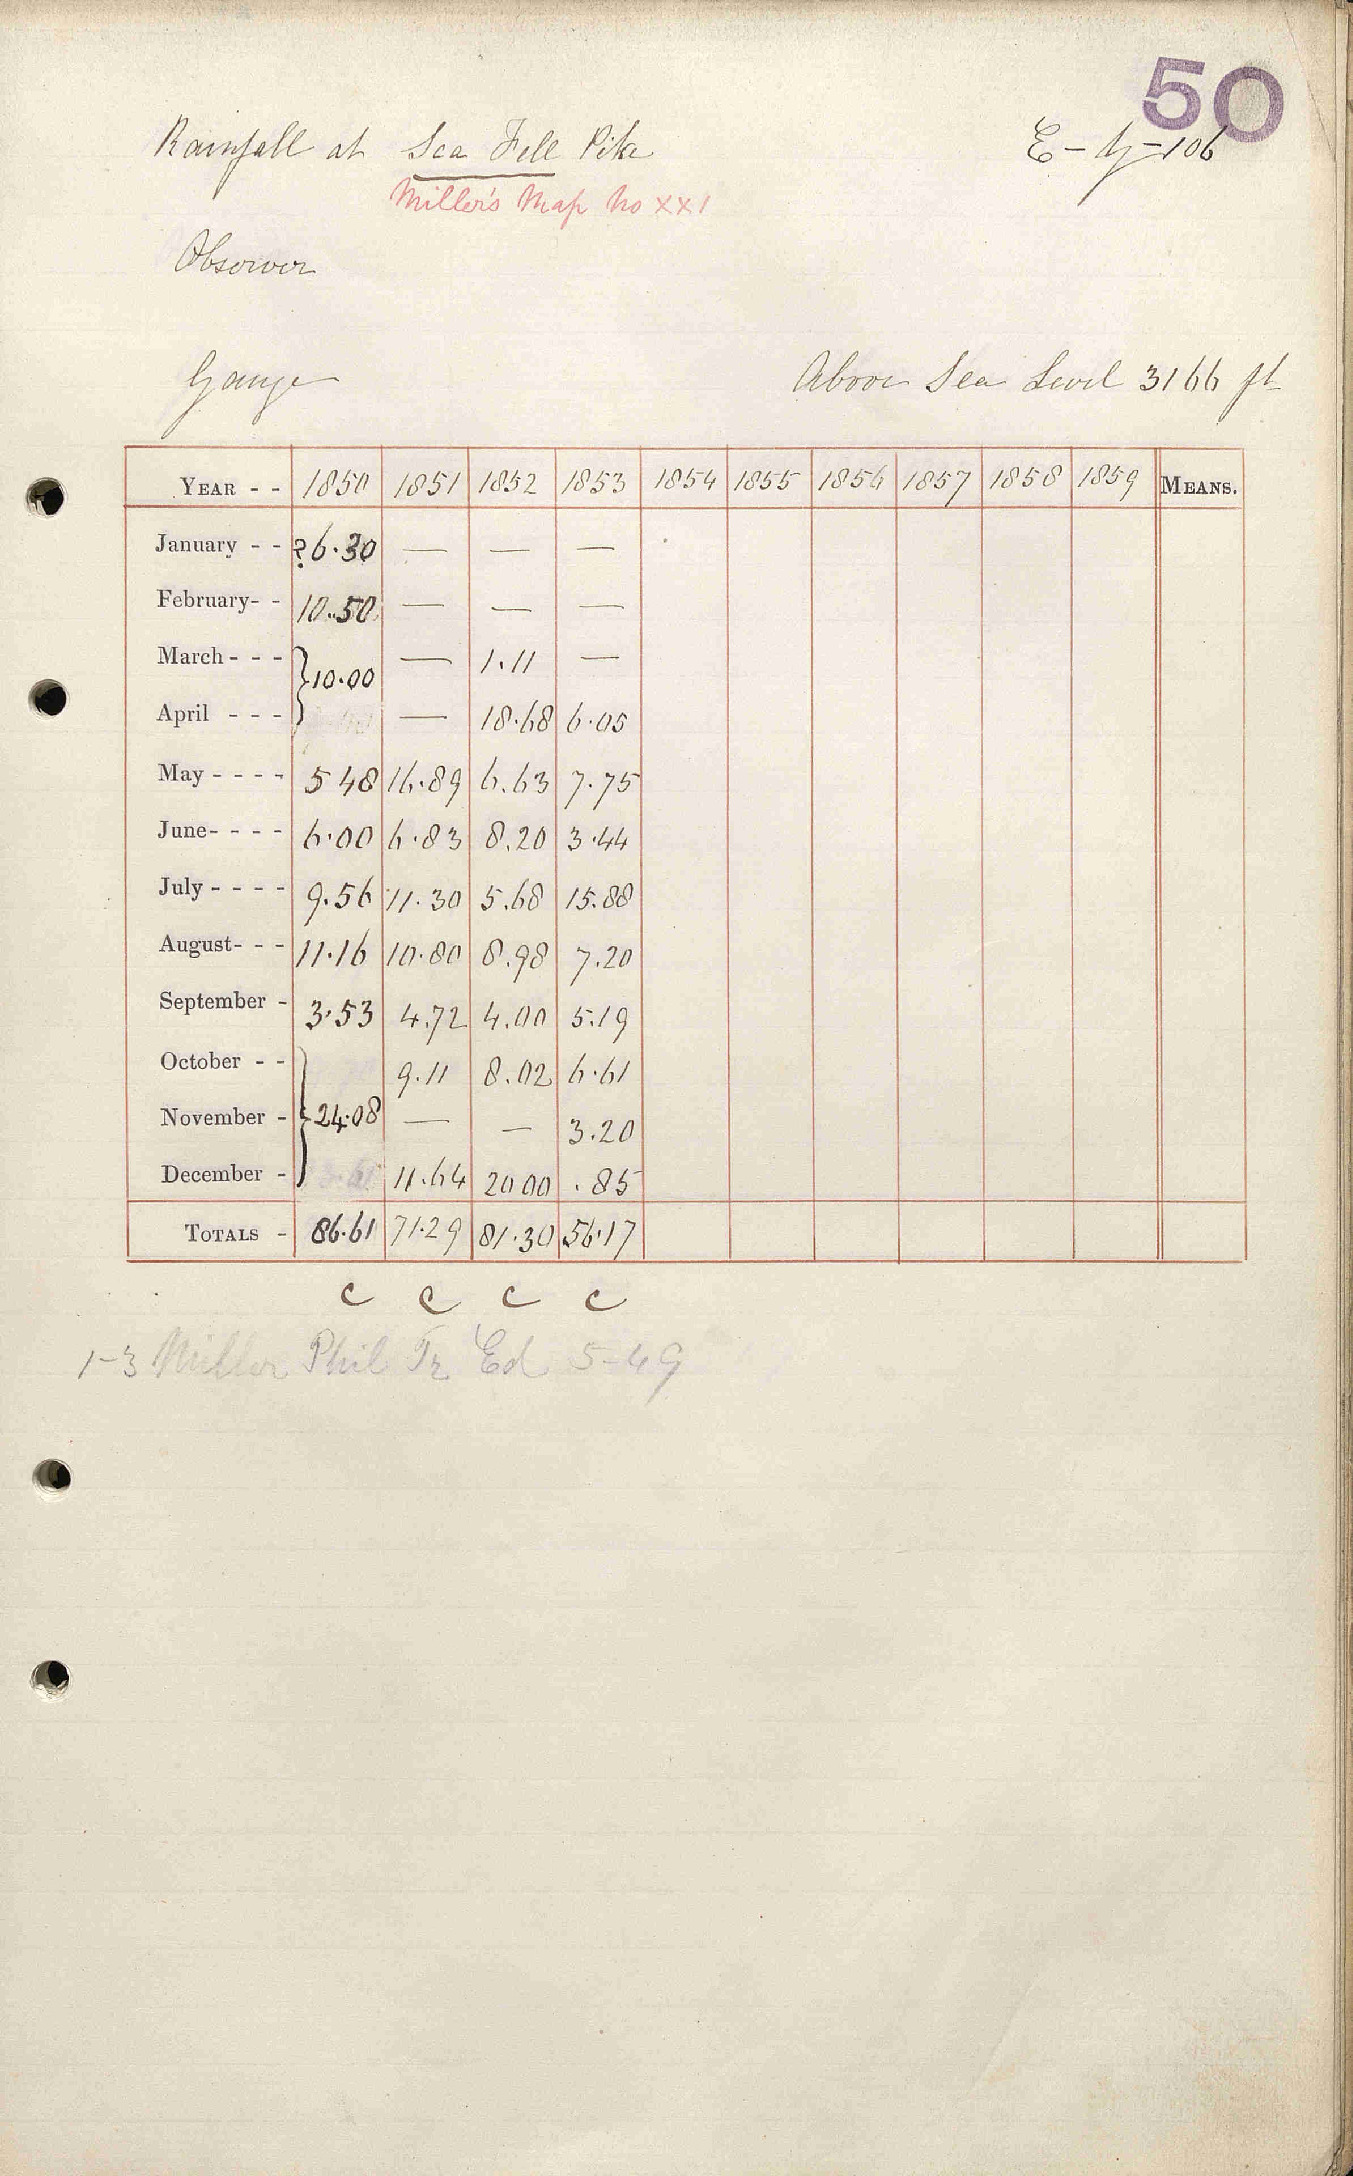 50
Rainfall at Sea Fell Pike E-y-106
Miller's Map No XXI
Observer
Gauge Above Sea Level 3166 ft
YEAR - - 1850 1851 1852 1853 1854 1855 1856 1857 1858 1859 MEANS.
January - - ?6.30 — — —
February- - 10.50 — — —
March - - - } 10.00 — 1.11 —
April - - - — 18.68 6.05
May - - - - 5 48 16.89 6.63 7.75
June- - - - 6.00 6.83 8.20 3.44
July - - - - 9.56 11.30 5.68 15.88
August- - - 11.16 10.80 8.98 7.20
September - 3.53 4.72 4.00 5.19
October - - 9.11 8.02 6.61
November - } 24.08 — — 3.20
December - 11.64 20 00 .85
TOTALS - 86.61 71.29 81.30 56.17
c c c c
1-3 Miller Phil Tr Ed 5-49